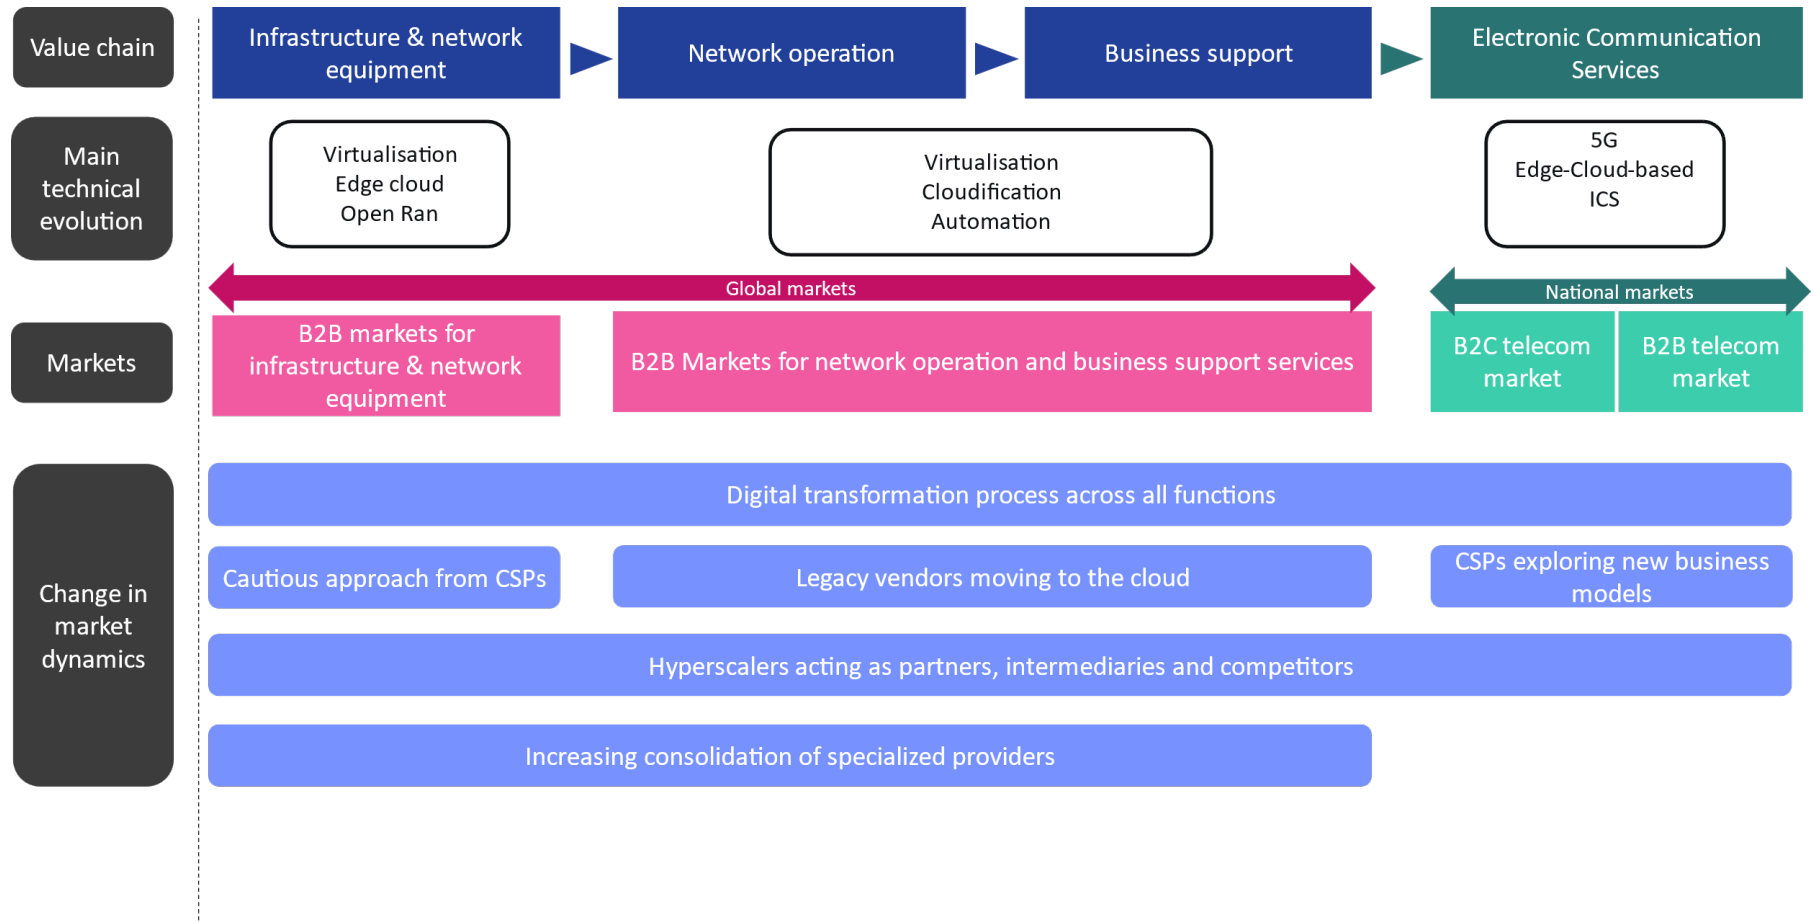 Value chain
Infrastructure & network
equipment
Network operation
Business support
Electronic Communication
Services
Main
technical
evolution
Virtualisation
Edge cloud
Open Ran
Virtualisation
Cloudification
Automation
5G
Edge-Cloud-based
ICS
Global markets
National markets
Markets
B2B markets for
infrastructure & network
equipment
B2B Markets for network operation and business support services
B2C telecom
market
B2B telecom
market
Change in
market
dynamics
Digital transformation process across all functions
Cautious approach from CSPs
Legacy vendors moving to the cloud
CSPs exploring new business
models
Hyperscalers acting as partners, intermediaries and competitors
Increasing consolidation of specialized providers